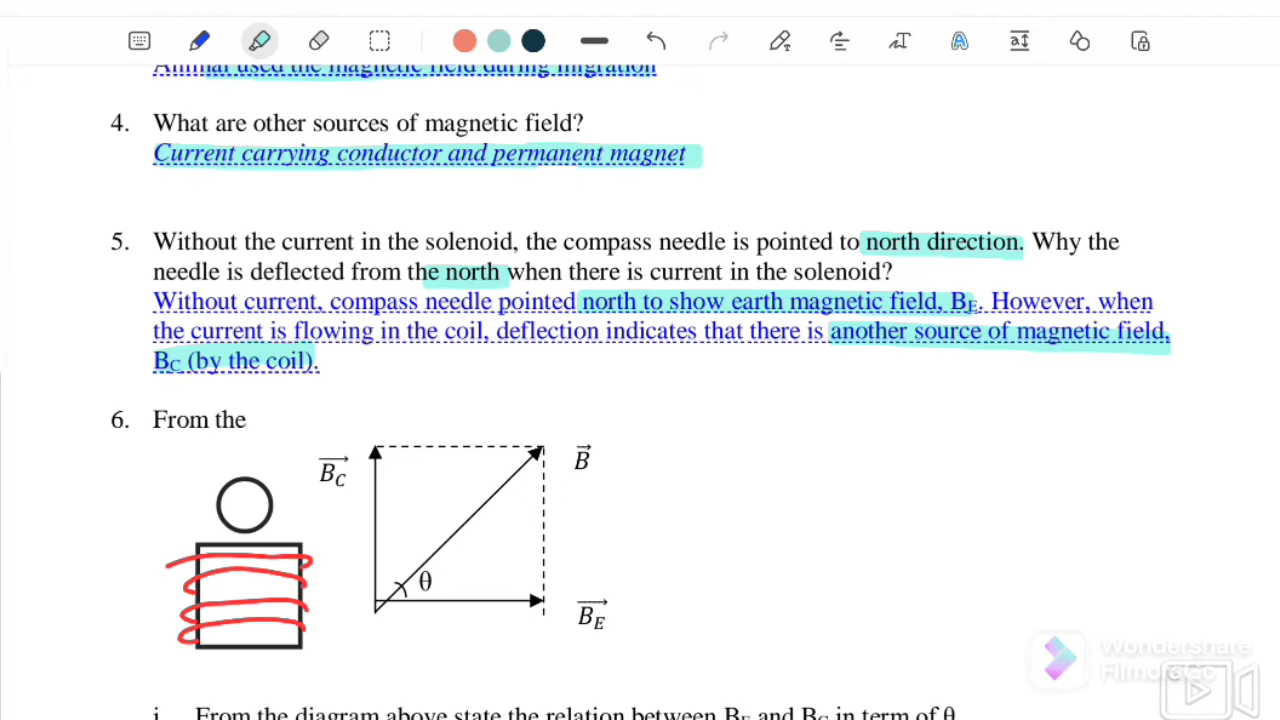 Animal used the magnetic field during migration
4. What are other sources of magnetic field?
Current carrying conductor and permanent magnet
5. Without the current in the solenoid, the compass needle is pointed to north direction. Why the
needle is deflected from the north when there is current in the solenoid?
Without current, compass needle pointed north to show earth magnetic field, BE. However, when
the current is flowing in the coil, deflection indicates that there is another source of magnetic field,
BC (by the coil).
6. From the
BC
B
θ
BE
Wondershare
FilmoraGo
i. From the diagram above state the relation between BE and BC in term of θ